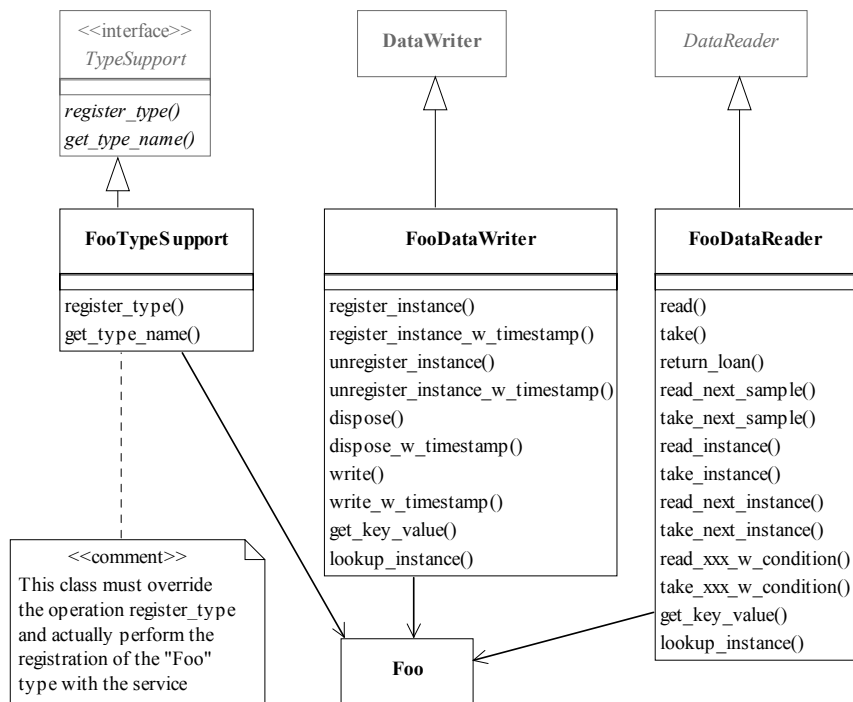 <<interface>>
TypeSupport
register_type()
get_type_name()
DataWriter
DataReader
FooTypeSupport
register_type()
get_type_name()
FooDataWriter
register_instance()
register_instance_w_timestamp()
unregister_instance()
unregister_instance_w_timestamp()
dispose()
dispose_w_timestamp()
write()
write_w_timestamp()
get_key_value()
lookup_instance()
FooDataReader
read()
take()
return_loan()
read_next_sample()
take_next_sample()
read_instance()
take_instance()
read_next_instance()
take_next_instance()
read_xxx_w_condition()
take_xxx_w_condition()
get_key_value()
lookup_instance()
<<comment>>
This class must override
the operation register_type
and actually perform the
registration of the "Foo"
type with the service
Foo